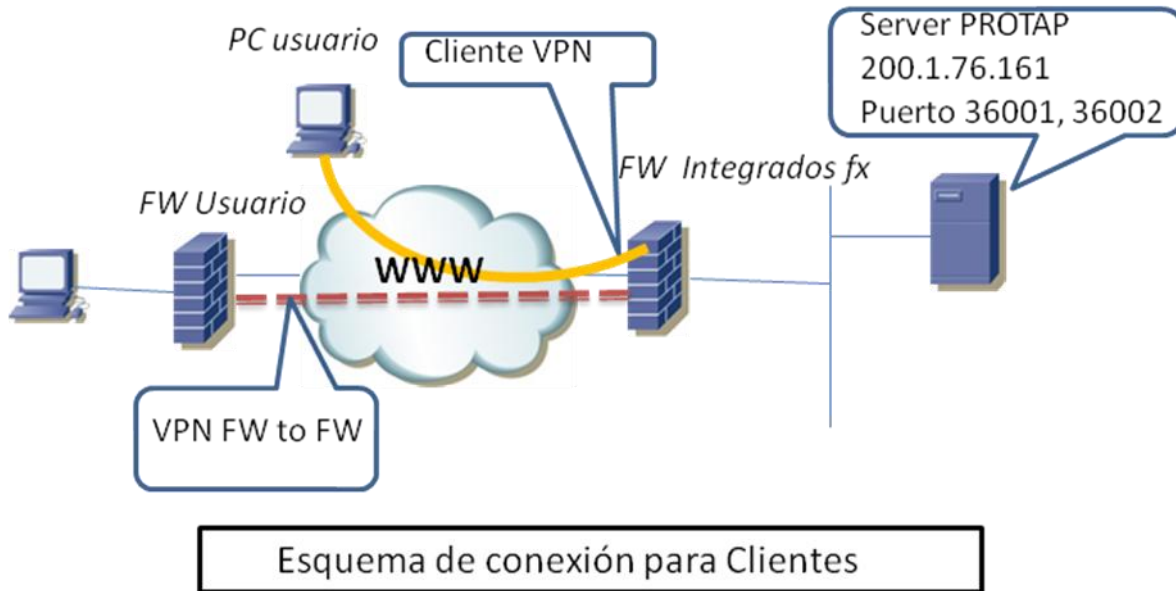 PC usuario
Cliente VPN
Server PROTAP
200.1.76.161
Puerto 36001, 36002
FW Integrados fx
FW Usuario
WWW
VPN FW to FW
Esquema de conexión para Clientes